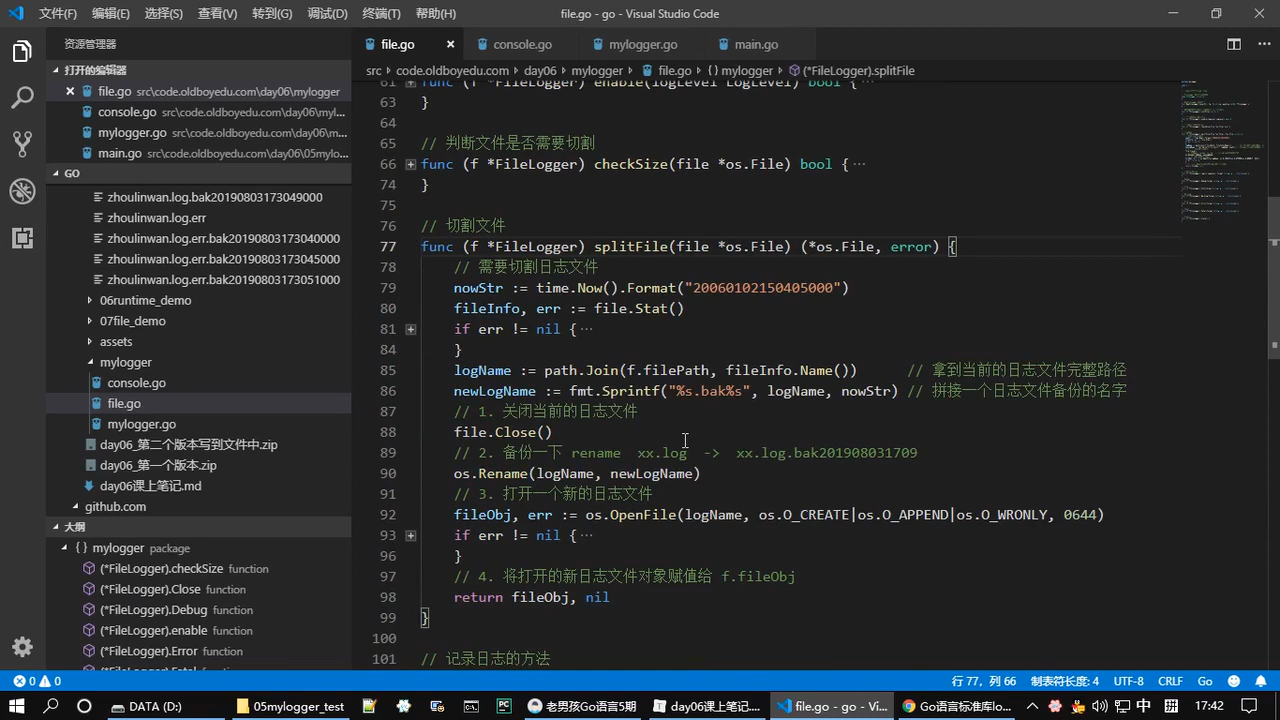 文件(F) 编辑(E) 选择(S) 查看(V) 转到(G) 调试(D) 终端(T) 帮助(H) file.go - go - Visual Studio Code
资源管理器
打开的编辑器
file.go src\code.oldboyedu.com\day06\mylogger
console.go src\code.oldboyedu.com\day06\myl...
mylogger.go src\code.oldboyedu.com\day06\m...
main.go src\code.oldboyedu.com\day06\05mylo...
GO
zhoulinwan.log.bak20190803173049000
zhoulinwan.log.err
zhoulinwan.log.err.bak20190803173040000
zhoulinwan.log.err.bak20190803173045000
zhoulinwan.log.err.bak20190803173051000
06runtime_demo
07file_demo
assets
mylogger
console.go
file.go
mylogger.go
day06_第二个版本写到文件中.zip
day06_第一个版本.zip
day06课上笔记.md
github.com
大纲
{ } mylogger package
(*FileLogger).checkSize function
(*FileLogger).Close function
(*FileLogger).Debug function
(*FileLogger).enable function
(*FileLogger).Error function
(*FileLogger).Fatal function
file.go console.go mylogger.go main.go
src code.oldboyedu.com day06 mylogger file.go { } mylogger (*FileLogger).splitFile
61 func (f *FileLogger) enable(logLevel LogLevel) bool {...
63 }
64
65 // 判断文件是否需要切割
66 func (f *FileLogger) checkSize(file *os.File) bool {...
74 }
75
76 // 切割文件
77 func (f *FileLogger) splitFile(file *os.File) (*os.File, error) {
78 // 需要切割日志文件
79 nowStr := time.Now().Format("20060102150405000")
80 fileInfo, err := file.Stat()
81 if err != nil {...
84 }
85 logName := path.Join(f.filePath, fileInfo.Name()) // 拿到当前的日志文件完整路径
86 newLogName := fmt.Sprintf("%s.bak%s", logName, nowStr) // 拼接一个日志文件备份的名字
87 // 1. 关闭当前的日志文件
88 file.Close()
89 // 2. 备份一下 rename xx.log -> xx.log.bak201908031709
90 os.Rename(logName, newLogName)
91 // 3. 打开一个新的日志文件
92 fileObj, err := os.OpenFile(logName, os.O_CREATE|os.O_APPEND|os.O_WRONLY, 0644)
93 if err != nil {...
96 }
97 // 4. 将打开的新日志文件对象赋值给 f.fileObj
98 return fileObj, nil
99 }
100
101 // 记录日志的方法
0 0 行 77, 列 66 制表符长度: 4 UTF-8 CRLF Go
DATA (D:) 05mylogger_test 老男孩Go语言5期 day06课上笔记.m... file.go - go - Vi... Go语言标准库lo... 中 17:42